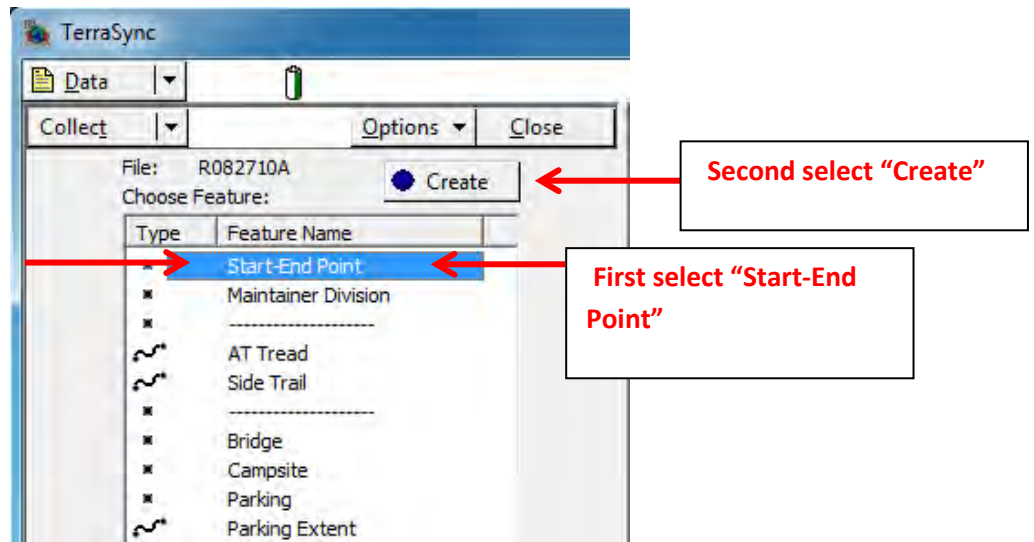 TerraSync
Data
Collect Options Close
File: R082710A
Create
Choose Feature:
Type Feature Name
Start-End Point
Maintainer Division
---------------------
AT Tread
Side Trail
---------------------
Bridge
Campsite
Parking
Parking Extent
Second select “Create”
First select “Start-End
Point”